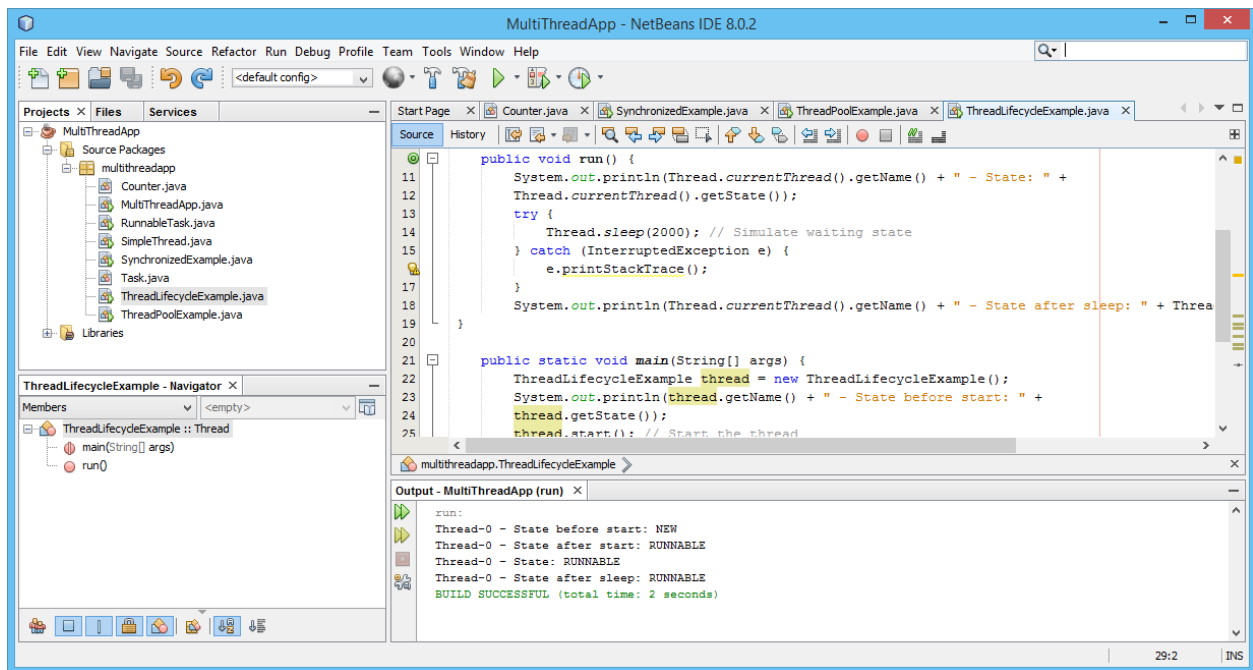 MultiThreadApp - NetBeans IDE 8.0.2
File Edit View Navigate Source Refactor Run Debug Profile Team Tools Window Help
<default config>
Projects Files Services
MultiThreadApp
Source Packages
multithreadapp
Counter.java
MultiThreadApp.java
RunnableTask.java
SimpleThread.java
SynchronizedExample.java
Task.java
ThreadLifecycleExample.java
ThreadPoolExample.java
Libraries
ThreadLifecycleExample - Navigator
Members <empty>
ThreadLifecycleExample :: Thread
main(String[] args)
run()
Start Page Counter.java SynchronizedExample.java ThreadPoolExample.java ThreadLifecycleExample.java
Source History
public void run() {
11 System.out.println(Thread.currentThread().getName() + " - State: " +
12 Thread.currentThread().getState());
13 try {
14 Thread.sleep(2000); // Simulate waiting state
15 } catch (InterruptedException e) {
e.printStackTrace();
17 }
18 System.out.println(Thread.currentThread().getName() + " - State after sleep: " + Threa
19 }
20
21 public static void main(String[] args) {
22 ThreadLifecycleExample thread = new ThreadLifecycleExample();
23 System.out.println(thread.getName() + " - State before start: " +
24 thread.getState());
25 thread.start(); // Start the thread
multithreadapp.ThreadLifecycleExample
Output - MultiThreadApp (run)
run:
Thread-0 - State before start: NEW
Thread-0 - State after start: RUNNABLE
Thread-0 - State: RUNNABLE
Thread-0 - State after sleep: RUNNABLE
BUILD SUCCESSFUL (total time: 2 seconds)
29:2 INS